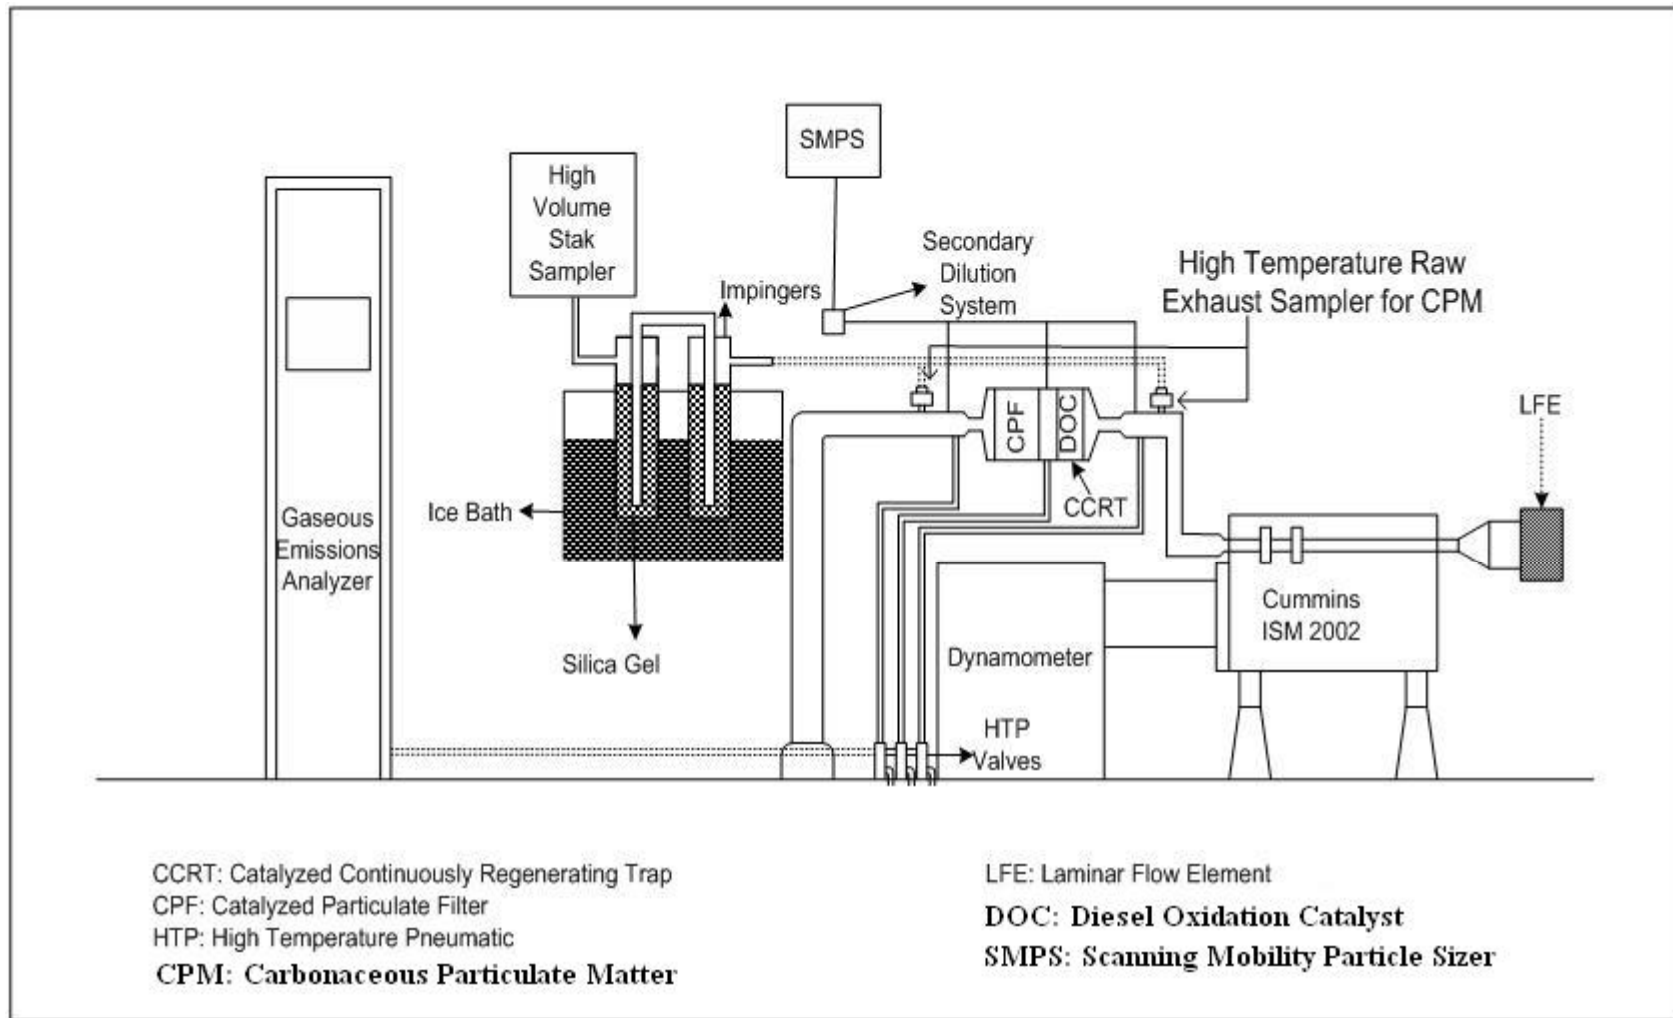 SMPS
High
Volume
Stak
Sampler
Secondary
Dilution
System
High Temperature Raw
Exhaust Sampler for CPM
Impingers
LFE
CPF
DOC
CCRT
Ice Bath
Gaseous
Emissions
Analyzer
Cummins
ISM 2002
Silica Gel
Dynamometer
HTP
Valves
CCRT: Catalyzed Continuously Regenerating Trap
CPF: Catalyzed Particulate Filter
HTP: High Temperature Pneumatic
CPM: Carbonaceous Particulate Matter
LFE: Laminar Flow Element
DOC: Diesel Oxidation Catalyst
SMPS: Scanning Mobility Particle Sizer